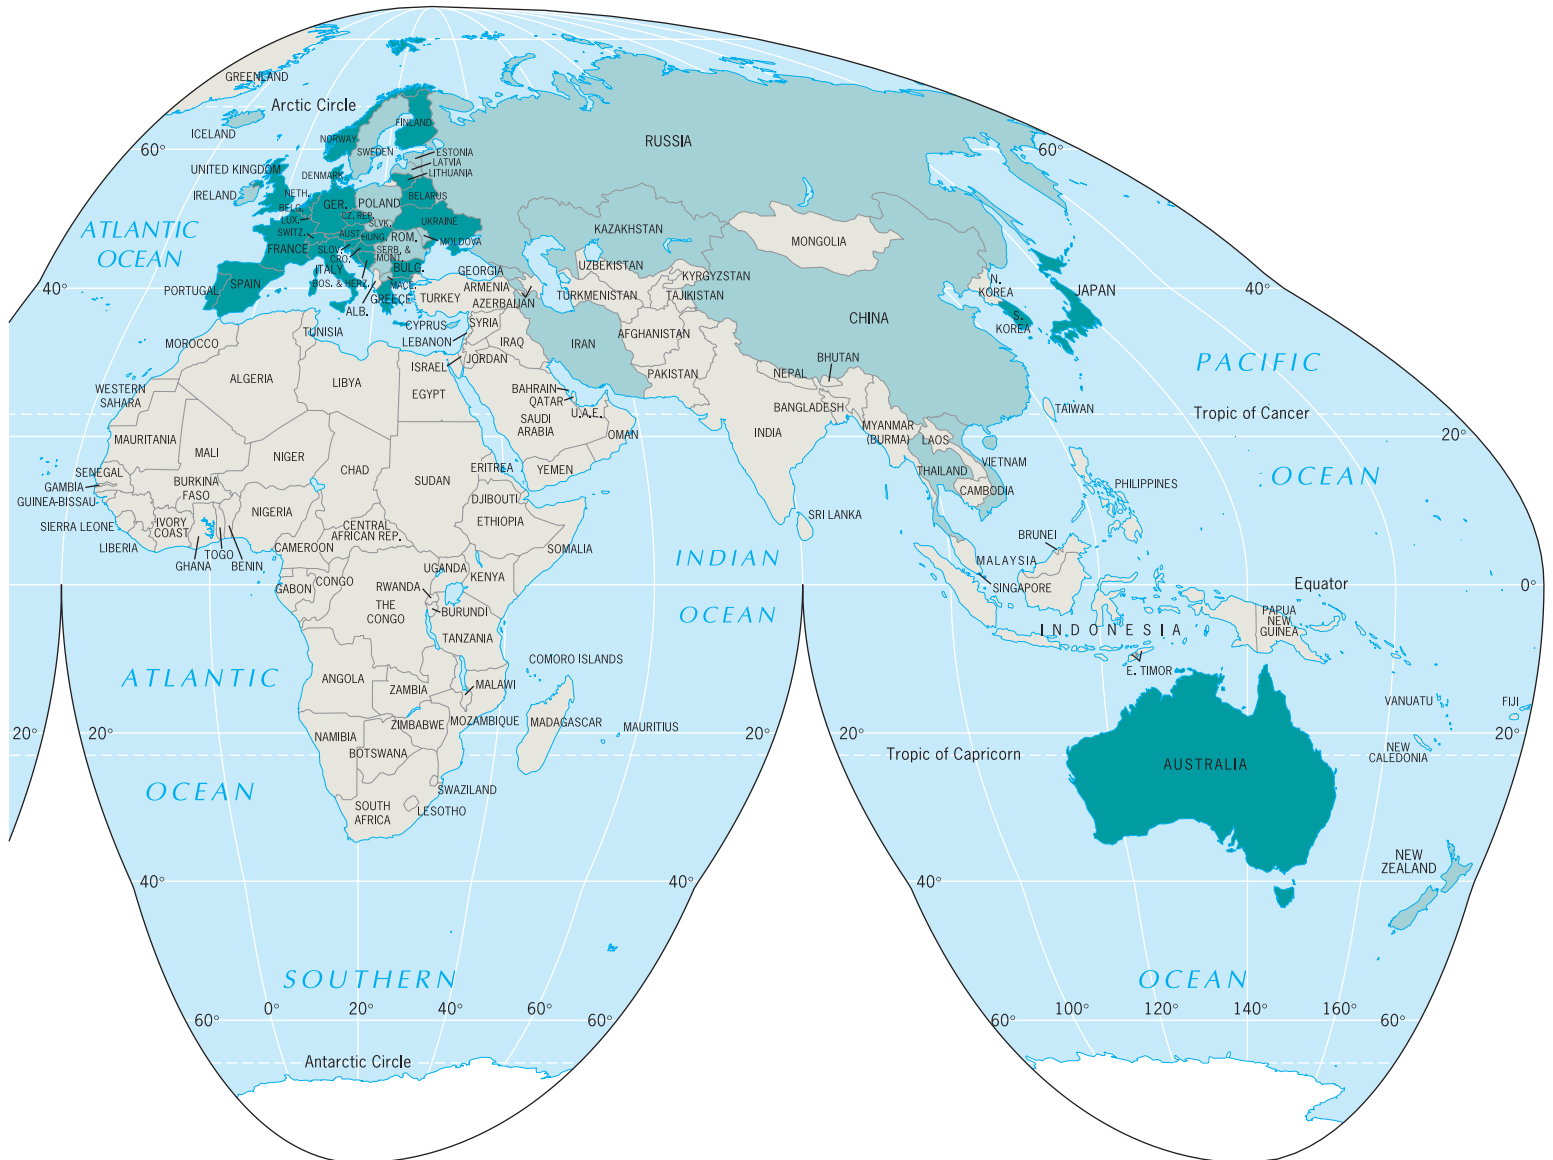 GREENLAND
Arctic Circle
ICELAND
NORWAY
FINLAND
RUSSIA
60°
60°
SWEDEN
ESTONIA
LATVIA
LITHUANIA
UNITED KINGDOM
DENMARK
IRELAND
NETH.
GER.
POLAND
BELARUS
BELG.
LUX.
CZ. REP.
SLVK.
UKRAINE
ATLANTIC
OCEAN
SWITZ.
AUST.
HUNG.
ROM.
MOLDOVA
KAZAKHSTAN
MONGOLIA
FRANCE
SLOV.
CRO.
SERB. &
MONT.
ITALY
BULG.
GEORGIA
UZBEKISTAN
KYRGYZSTAN
40°
PORTUGAL
SPAIN
BOS. & HERZ.
MACE.
ALB.
GREECE
TURKEY
ARMENIA
AZERBAIJAN
TURKMENISTAN
TAJIKISTAN
N.
KOREA
JAPAN
40°
TUNISIA
CYPRUS
SYRIA
LEBANON
CHINA
S.
KOREA
MOROCCO
IRAQ
IRAN
AFGHANISTAN
ISRAEL
JORDAN
BHUTAN
PACIFIC
ALGERIA
LIBYA
EGYPT
BAHRAIN
QATAR
PAKISTAN
NEPAL
WESTERN
SAHARA
U.A.E.
SAUDI
ARABIA
BANGLADESH
TAIWAN
Tropic of Cancer
MAURITANIA
MALI
NIGER
OMAN
INDIA
MYANMAR
(BURMA)
LAOS
20°
CHAD
SUDAN
ERITREA
YEMEN
THAILAND
VIETNAM
OCEAN
SENEGAL
GAMBIA
BURKINA
FASO
DJIBOUTI
CAMBODIA
PHILIPPINES
GUINEA-BISSAU
NIGERIA
ETHIOPIA
SRI LANKA
SIERRA LEONE
IVORY
COAST
CENTRAL
AFRICAN REP.
BRUNEI
LIBERIA
TOGO
CAMEROON
SOMALIA
GHANA
BENIN
UGANDA
KENYA
INDIAN
MALAYSIA
GABON
CONGO
RWANDA
SINGAPORE
Equator
0°
THE
CONGO
BURUNDI
OCEAN
PAPUA
NEW
GUINEA
TANZANIA
INDONESIA
COMORO ISLANDS
E. TIMOR
ATLANTIC
ANGOLA
ZAMBIA
MALAWI
VANUATU
FIJI
MOZAMBIQUE
MADAGASCAR
MAURITIUS
ZIMBABWE
20°
20°
NAMIBIA
20°
20°
20°
BOTSWANA
Tropic of Capricorn
NEW
CALEDONIA
AUSTRALIA
OCEAN
SWAZILAND
SOUTH
AFRICA
LESOTHO
NEW
ZEALAND
40°
40°
40°
SOUTHERN
OCEAN
60°
0°
20°
40°
60°
60°
60°
100°
120°
140°
160°
60°
Antarctic Circle